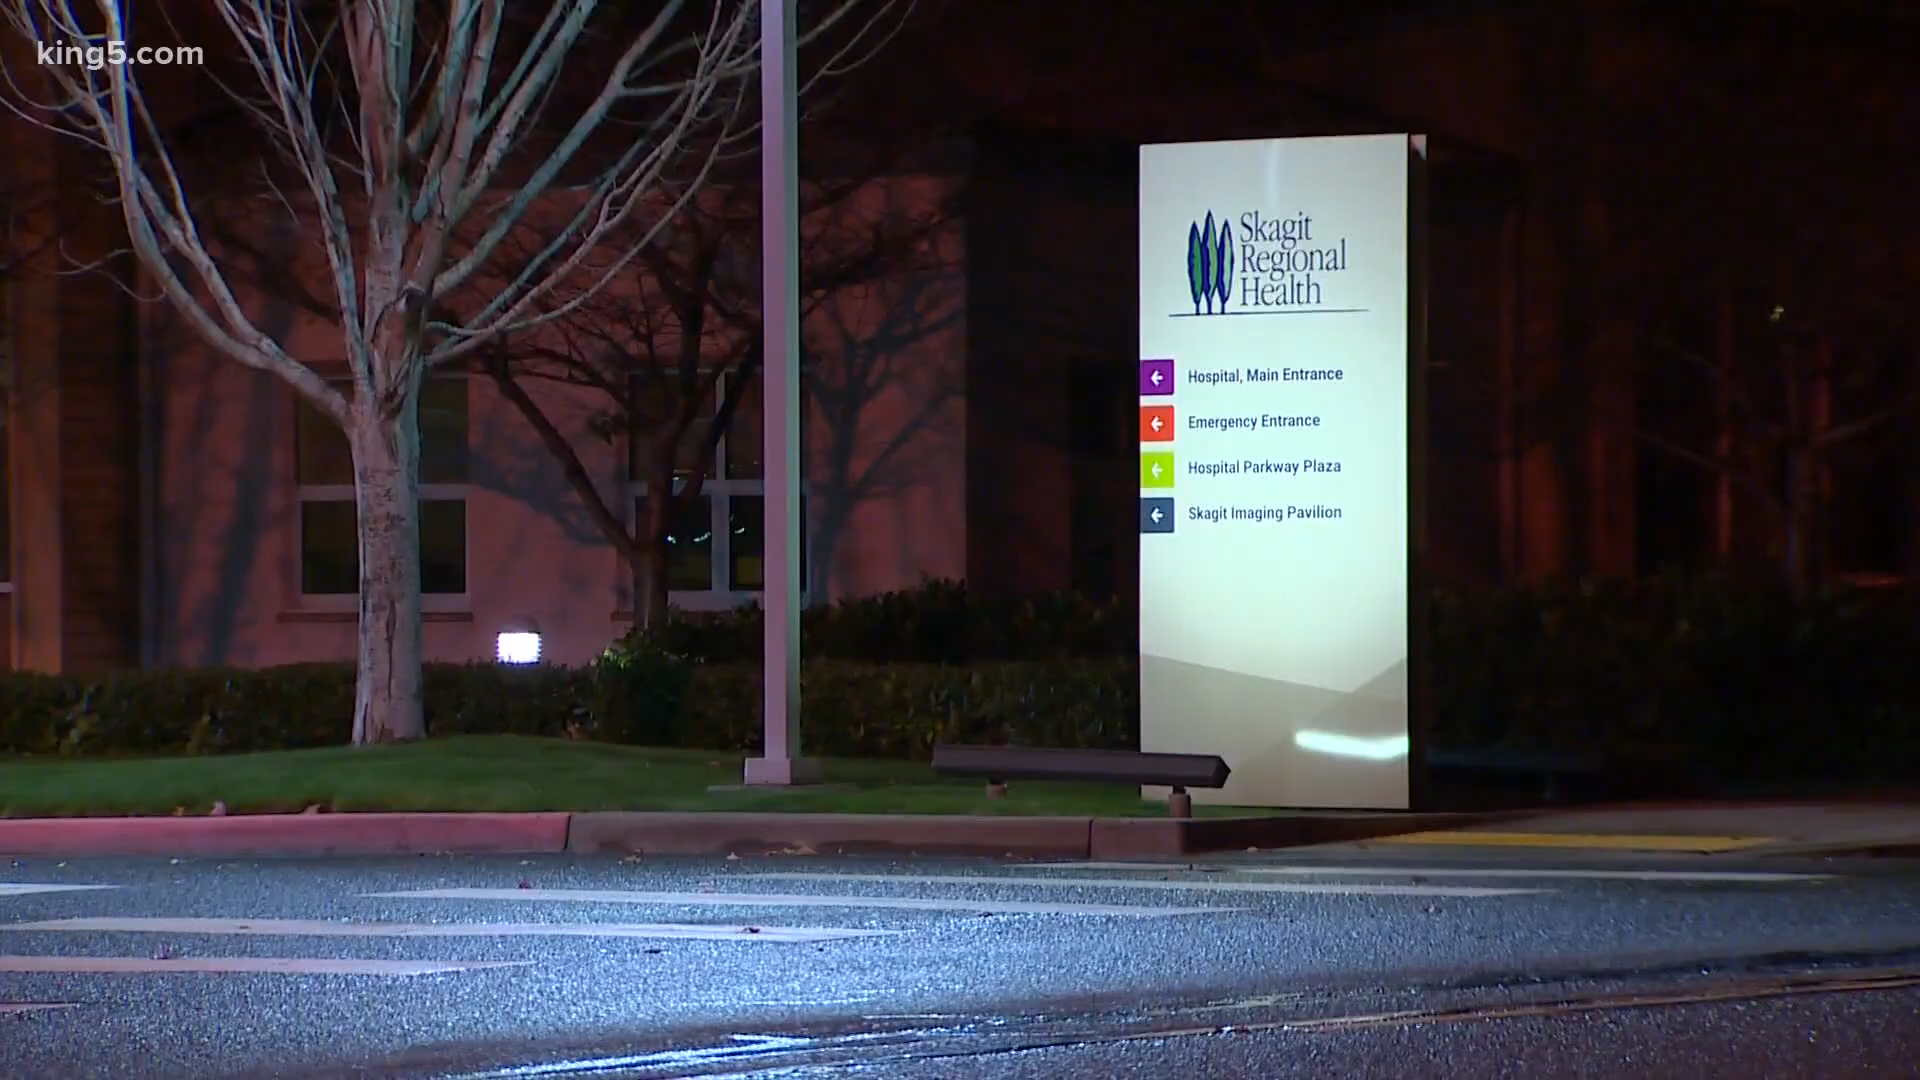 king5.com
Skagit
Regional
Health
Hospital, Main Entrance
Emergency Entrance
Hospital Parkway Plaza
Skagit Imaging Pavilion